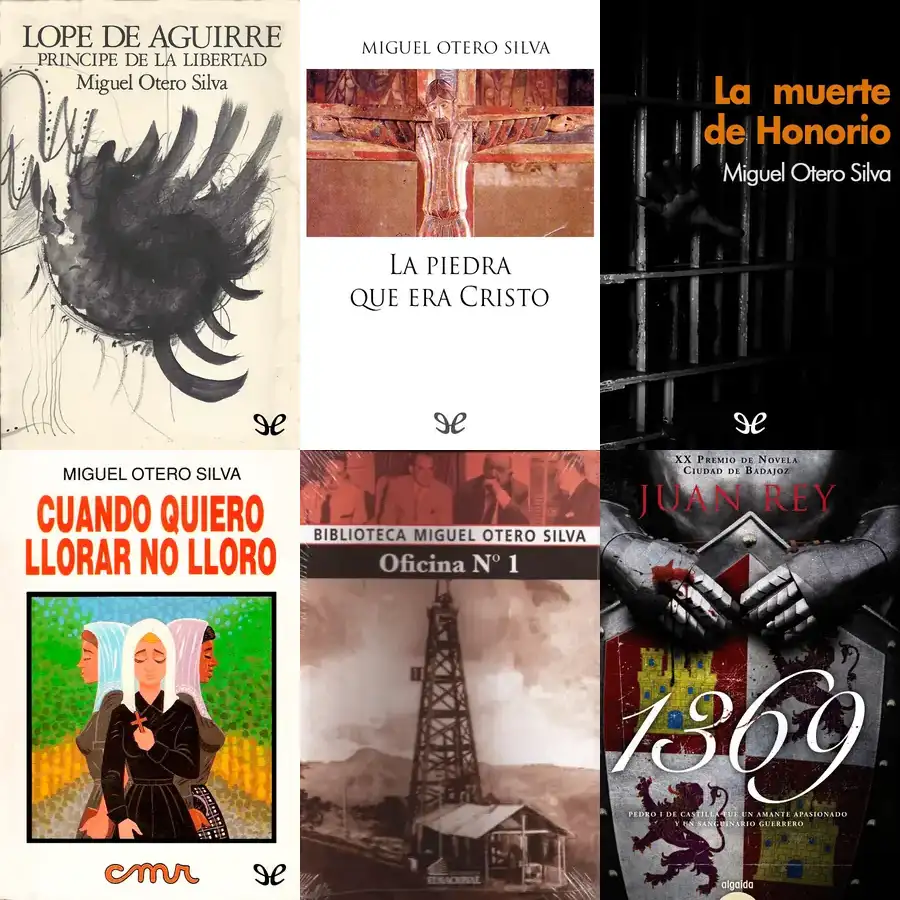 LOPE DE AGUIRRE
PRINCIPE DE LA LIBERTAD
Miguel Otero Silva
MIGUEL OTERO SILVA
LA PIEDRA
QUE ERA CRISTO
La muerte
de Honorio
Miguel Otero Silva
MIGUEL OTERO SILVA
CUANDO QUIERO
LLORAR NO LLORO
cmr
BIBLIOTECA MIGUEL OTERO SILVA
Oficina Nº 1
EL NACIONAL
XX PREMIO DE NOVELA
CIUDAD DE BADAJOZ
JUAN REY
1369
PEDRO I DE CASTILLA FUE UN AMANTE APASIONADO
Y UN SANGUINARIO GUERRERO
algaida